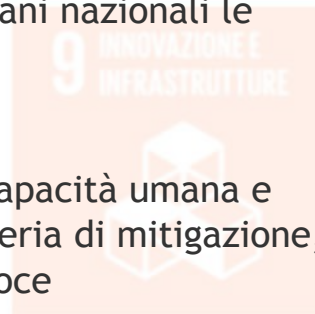 ani nazionali le
9 INNOVAZIONE E
INFRASTRUTTURE
apacità umana e
eria di mitigazione,
oce